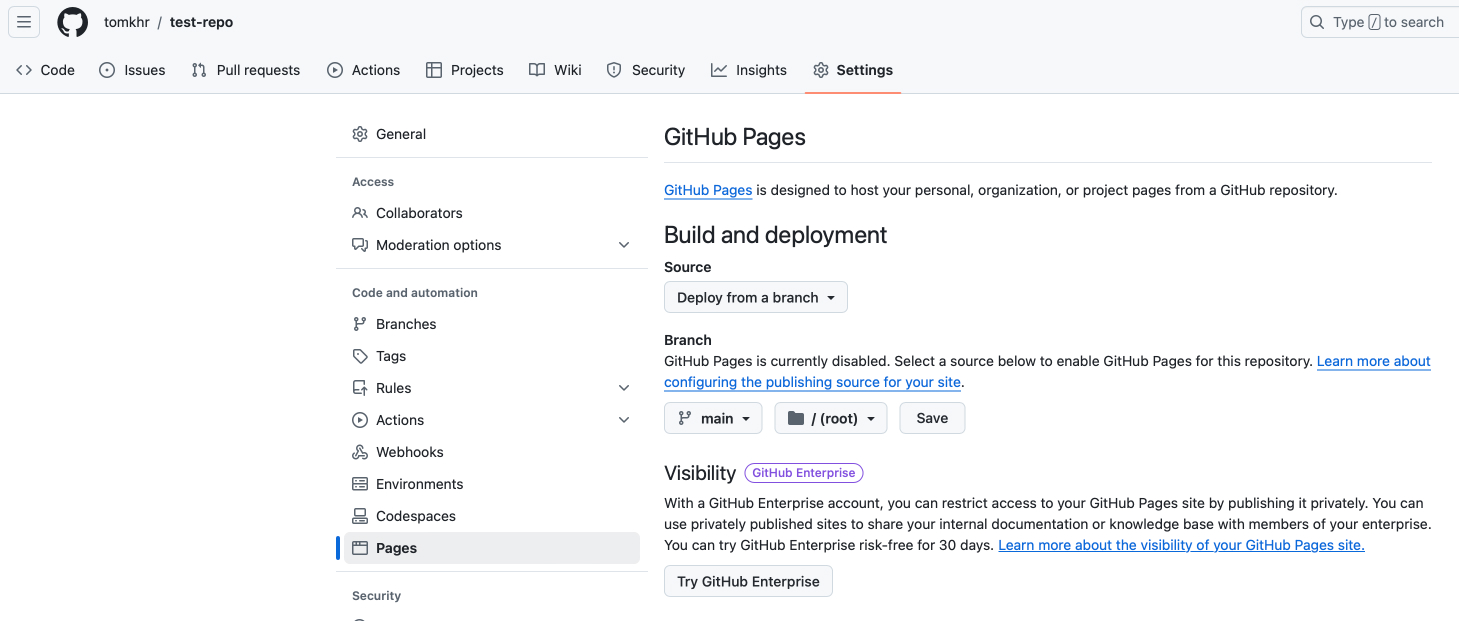 tomkhr / test-repo
Type / to search
Code
Issues
Pull requests
Actions
Projects
Wiki
Security
Insights
Settings
General
Access
Collaborators
Moderation options
Code and automation
Branches
Tags
Rules
Actions
Webhooks
Environments
Codespaces
Pages
Security
GitHub Pages
GitHub Pages is designed to host your personal, organization, or project pages from a GitHub repository.
Build and deployment
Source
Deploy from a branch
Branch
GitHub Pages is currently disabled. Select a source below to enable GitHub Pages for this repository. Learn more about
configuring the publishing source for your site.
main
/ (root)
Save
Visibility GitHub Enterprise
With a GitHub Enterprise account, you can restrict access to your GitHub Pages site by publishing it privately. You can
use privately published sites to share your internal documentation or knowledge base with members of your enterprise.
You can try GitHub Enterprise risk-free for 30 days. Learn more about the visibility of your GitHub Pages site.
Try GitHub Enterprise